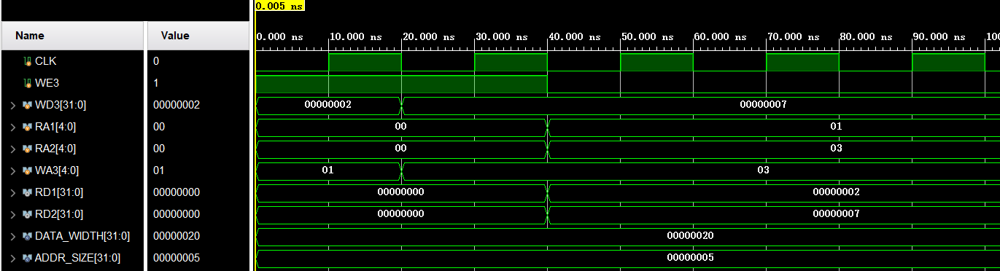 0.005 ns
Name Value 0.000 ns 10.000 ns 20.000 ns 30.000 ns 40.000 ns 50.000 ns 60.000 ns 70.000 ns 80.000 ns 90.000 ns 100
CLK 0
WE3 1
WD3[31:0] 00000002 00000002 00000007
RA1[4:0] 00 00 01
RA2[4:0] 00 00 03
WA3[4:0] 01 01 03
RD1[31:0] 00000000 00000000 00000002
RD2[31:0] 00000000 00000000 00000007
DATA_WIDTH[31:0] 00000020 00000020
ADDR_SIZE[31:0] 00000005 00000005